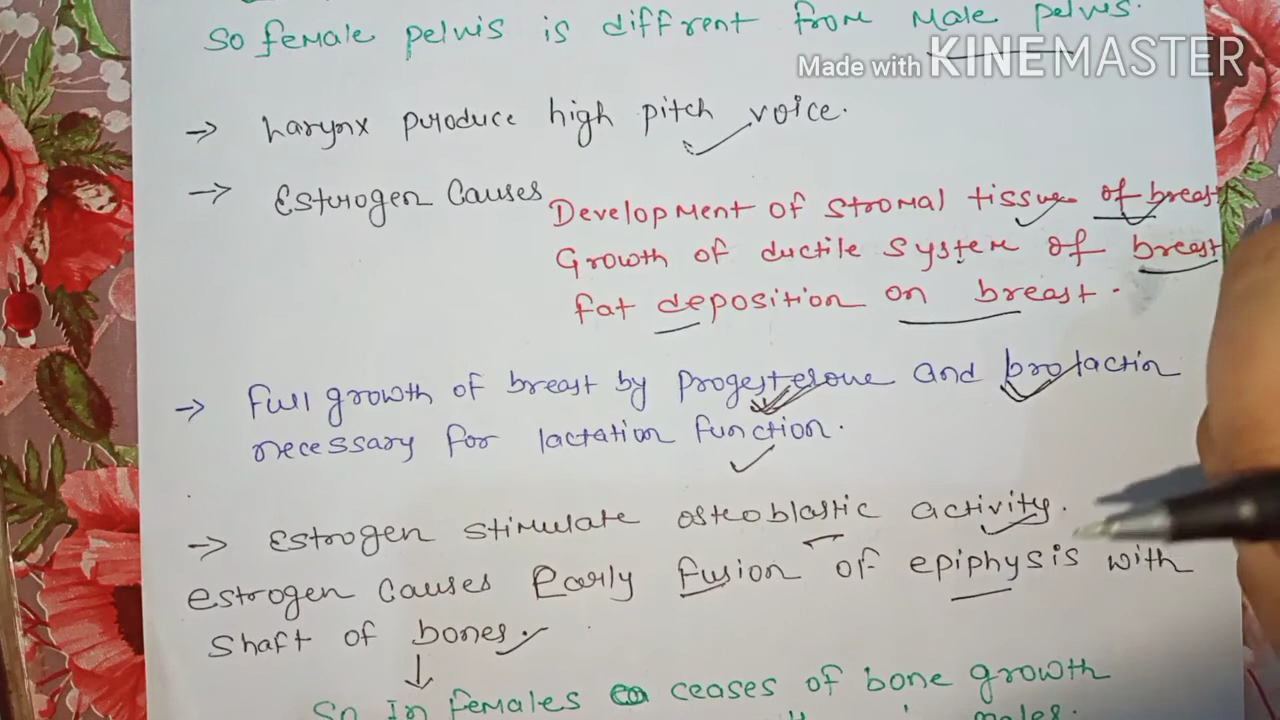 So female pelvis is different from Male pelvis.
Made with KINEMASTER
→ Larynx produce high pitch voice.
→ Estrogen Causes
Development of stromal tissue of breast
Growth of ductile system of breast
fat deposition on breast.
→ Full growth of breast by progesterone and prolactin
necessary for lactation function.
→ Estrogen stimulate osteoblastic activity.
estrogen causes Early fusion of epiphysis with
shaft of bones.
↓
So In females ceases of bone growth
males.